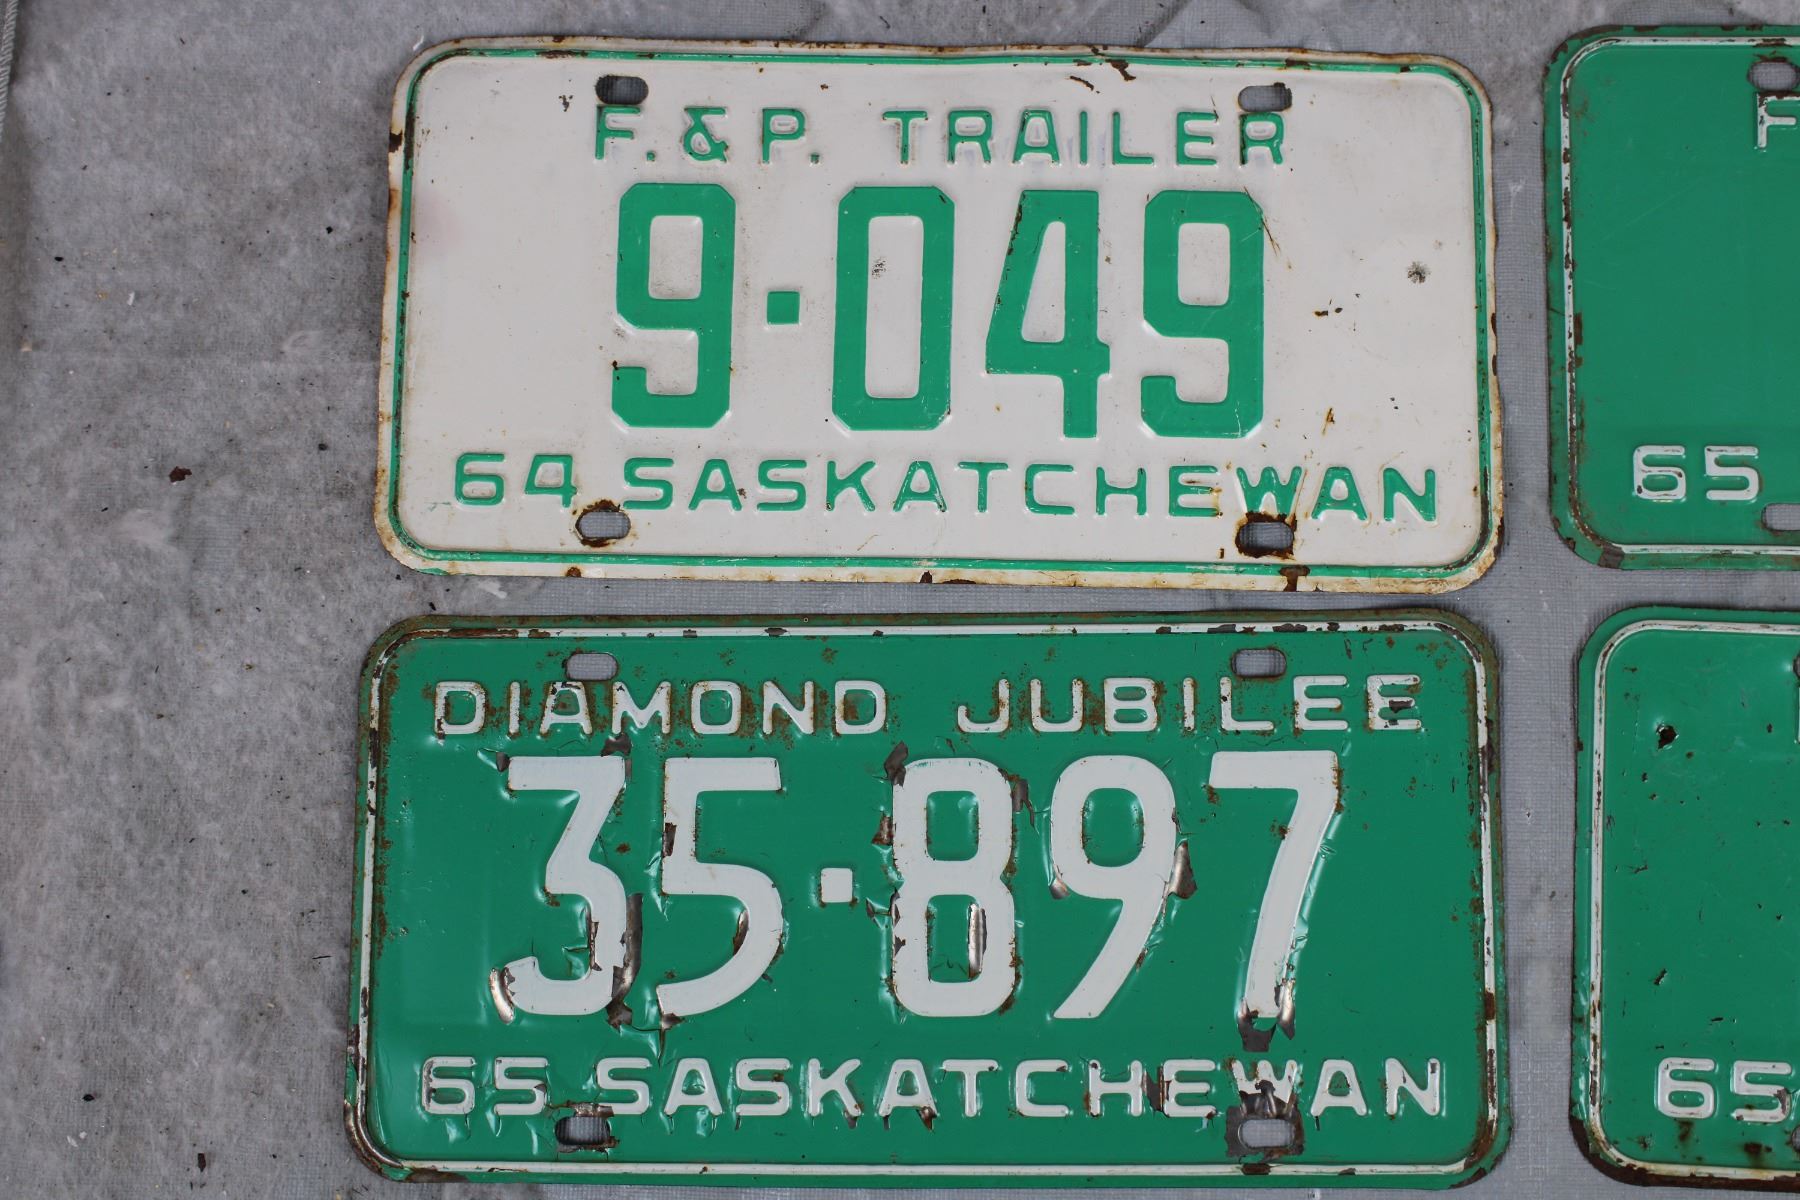 F. & P. TRAILER
9·049
64 SASKATCHEWAN
DIAMOND JUBILEE
35·897
65 SASKATCHEWAN
F
65
65